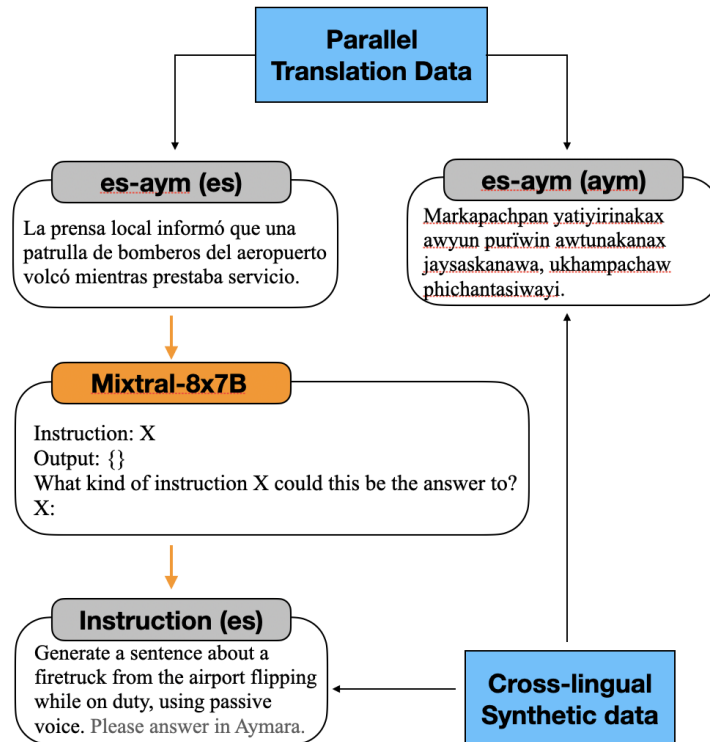 Parallel
Translation Data
es-aym (es)
La prensa local informó que una
patrulla de bomberos del aeropuerto
volcó mientras prestaba servicio.
es-aym (aym)
Markapachpan yatiyirinakax
awyun purïwin awtunakanax
jaysaskanawa, ukhampachaw
phichantasiwayi.
Mixtral-8x7B
Instruction: X
Output: {}
What kind of instruction X could this be the answer to?
X:
Instruction (es)
Generate a sentence about a
firetruck from the airport flipping
while on duty, using passive
voice. Please answer in Aymara.
Cross-lingual
Synthetic data